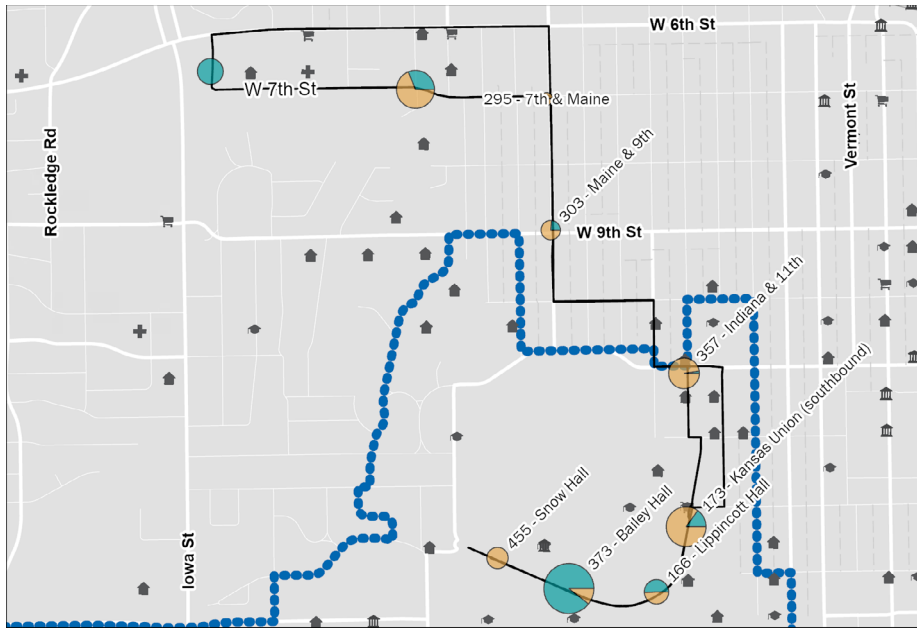 W 6th St
W 7th St
295 - 7th & Maine
Rockledge Rd
Vermont St
303 - Maine & 9th
W 9th St
357 - Indiana & 11th
173 - Kansas Union (southbound)
166 - Lippincott Hall
373 - Bailey Hall
455 - Snow Hall
Iowa St